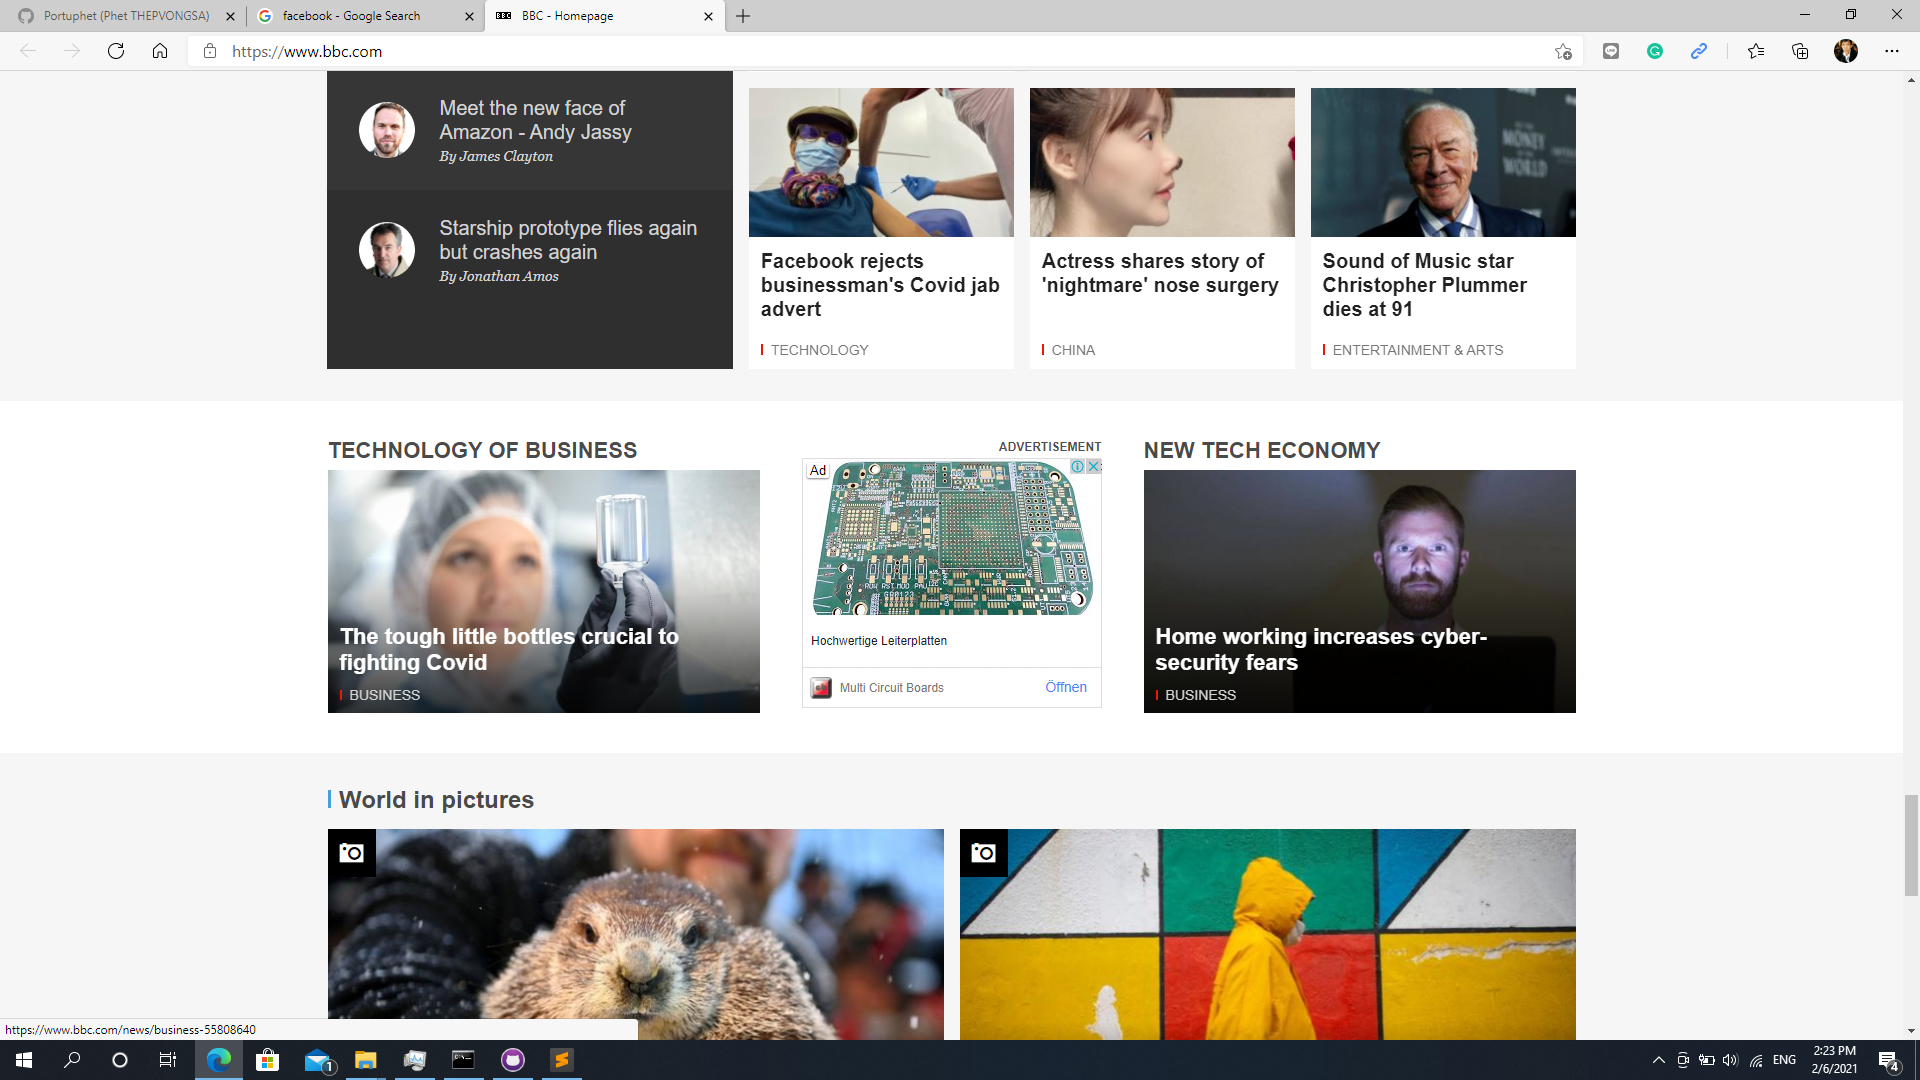 Portuphet (Phet THEPVONGSA)
facebook - Google Search
BBC - Homepage
https://www.bbc.com
Meet the new face of
Amazon - Andy Jassy
By James Clayton
Starship prototype flies again
but crashes again
By Jonathan Amos
MONEY
WORLD
Facebook rejects
businessman's Covid jab
advert
TECHNOLOGY
Actress shares story of
'nightmare' nose surgery
CHINA
Sound of Music star
Christopher Plummer
dies at 91
ENTERTAINMENT & ARTS
TECHNOLOGY OF BUSINESS
The tough little bottles crucial to
fighting Covid
BUSINESS
ADVERTISEMENT
Ad
Hochwertige Leiterplatten
Multi Circuit Boards
Öffnen
NEW TECH ECONOMY
Home working increases cyber-
security fears
BUSINESS
World in pictures
https://www.bbc.com/news/business-55808640
1
ENG
2:23 PM
2/6/2021
4